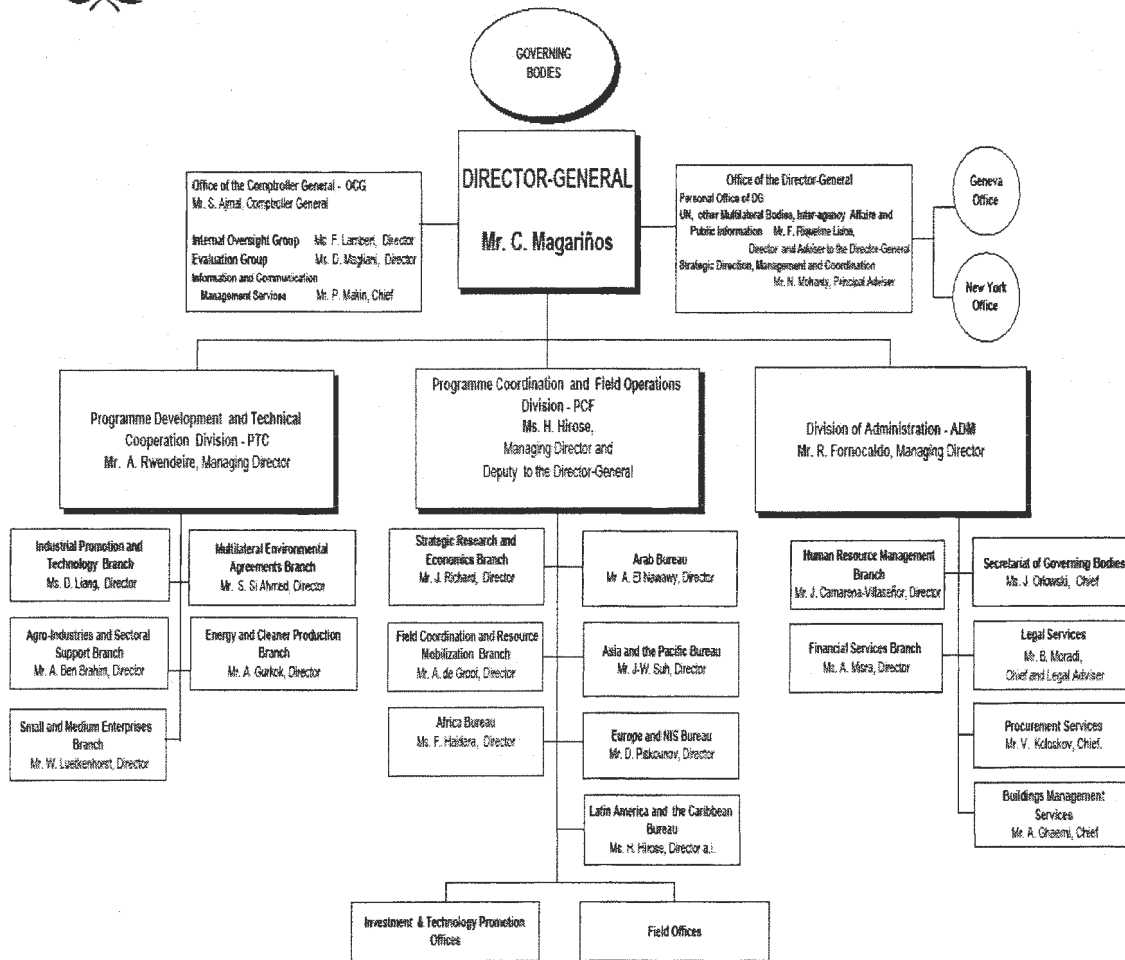 GOVERNING
BODIES
DIRECTOR-GENERAL
Mr. C. Magariños
Office of the Comptroller General - OCG
Mr. S. Ajmal, Comptroller General
Internal Oversight Group Ms. F. Lambert, Director
Evaluation Group Ms. D. Magliani, Director
Information and Communication
Management Services Mr. P. Makin, Chief
Office of the Director-General
Personal Office of DG
UN, other Multilateral Bodies, Inter-agency Affairs and
Public Information Mr. F. Riquelme
Director and Adviser to the Director-General
Strategic Direction, Management and Coordination
Mr. N. Mohanty, Principal Adviser
Geneva
Office
New York
Office
Programme Development and Technical
Cooperation Division - PTC
Mr. A. Rwendeire, Managing Director
Programme Coordination and Field Operations
Division - PCF
Ms. H. Hirose,
Managing Director and
Deputy to the Director-General
Division of Administration - ADM
Mr. R. Fornocaldo, Managing Director
Industrial Promotion and
Technology Branch
Ms. D. Liang, Director
Multilateral Environmental
Agreements Branch
Mr. S. Si Ahmed, Director
Agro-Industries and Sectoral
Support Branch
Mr. A. Ben Brahim, Director
Energy and Cleaner Production
Branch
Mr. A. Gurkok, Director
Small and Medium Enterprises
Branch
Mr. W. Luetkenhorst, Director
Strategic Research and
Economics Branch
Mr. J. Richard, Director
Arab Bureau
Mr. A. El Nawawy, Director
Field Coordination and Resource
Mobilization Branch
Mr. A. de Groot, Director
Asia and the Pacific Bureau
Mr. J-W. Suh, Director
Africa Bureau
Ms. F. Haidara, Director
Europe and NIS Bureau
Mr. D. Piskounov, Director
Latin America and the Caribbean
Bureau
Ms. H. Hirose, Director a.i.
Investment & Technology Promotion
Offices
Field Offices
Human Resource Management
Branch
Mr. J. Camarena-Villaseñor, Director
Secretariat of Governing Bodies
Ms. J. Orlowski, Chief
Financial Services Branch
Ms. A. Misra, Director
Legal Services
Mr. B. Moradi,
Chief and Legal Adviser
Procurement Services
Mr. V. Koloskov, Chief.
Buildings Management
Services
Mr. A. Ghaemi, Chief